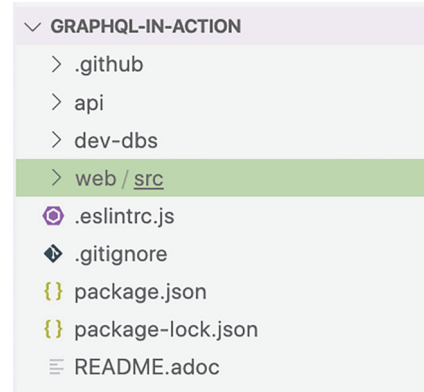 GRAPHQL-IN-ACTION
.github
api
dev-dbs
web / src
.eslintrc.js
.gitignore
{} package.json
{} package-lock.json
README.adoc